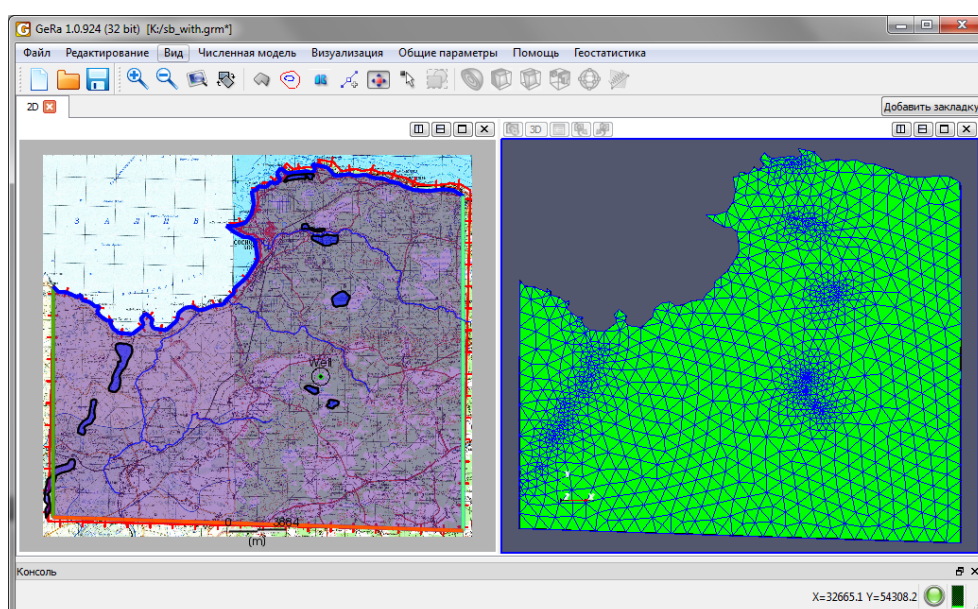 GeRa 1.0.924 (32 bit) [K:/sb_with.grm*]
Файл Редактирование Вид Численная модель Визуализация Общие параметры Помощь Геостатистика
2D Добавить закладку
3D
З А Л И В
Well
0 3884
(m)
Y
Z X
Консоль
X=32665.1 Y=54308.2